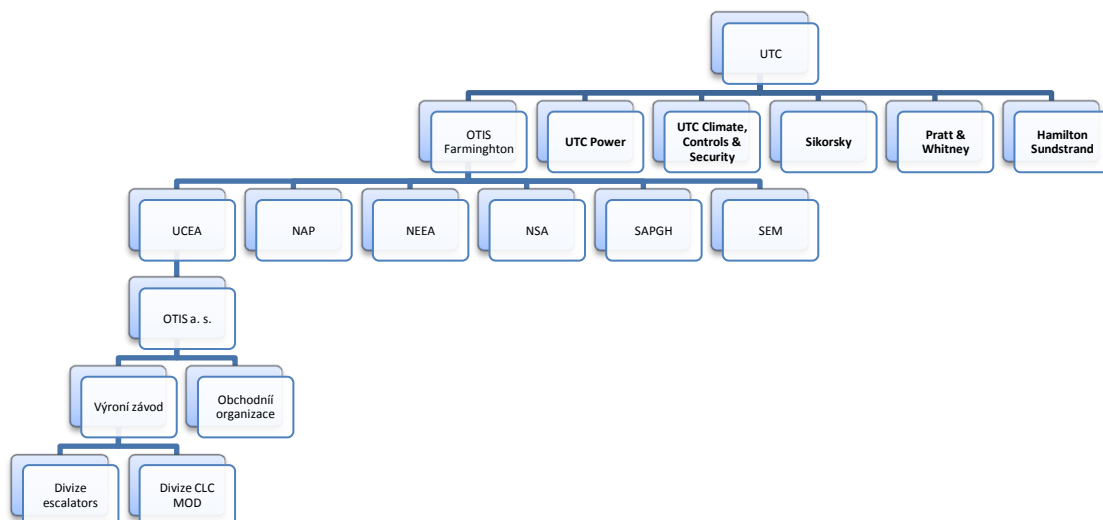 UTC
OTIS
Farminghton
UTC Power
UTC Climate,
Controls &
Security
Sikorsky
Pratt &
Whitney
Hamilton
Sundstrand
UCEA
NAP
NEEA
NSA
SAPGH
SEM
OTIS a. s.
Výroní závod
Obchodníí
organizace
Divize
escalators
Divize CLC
MOD